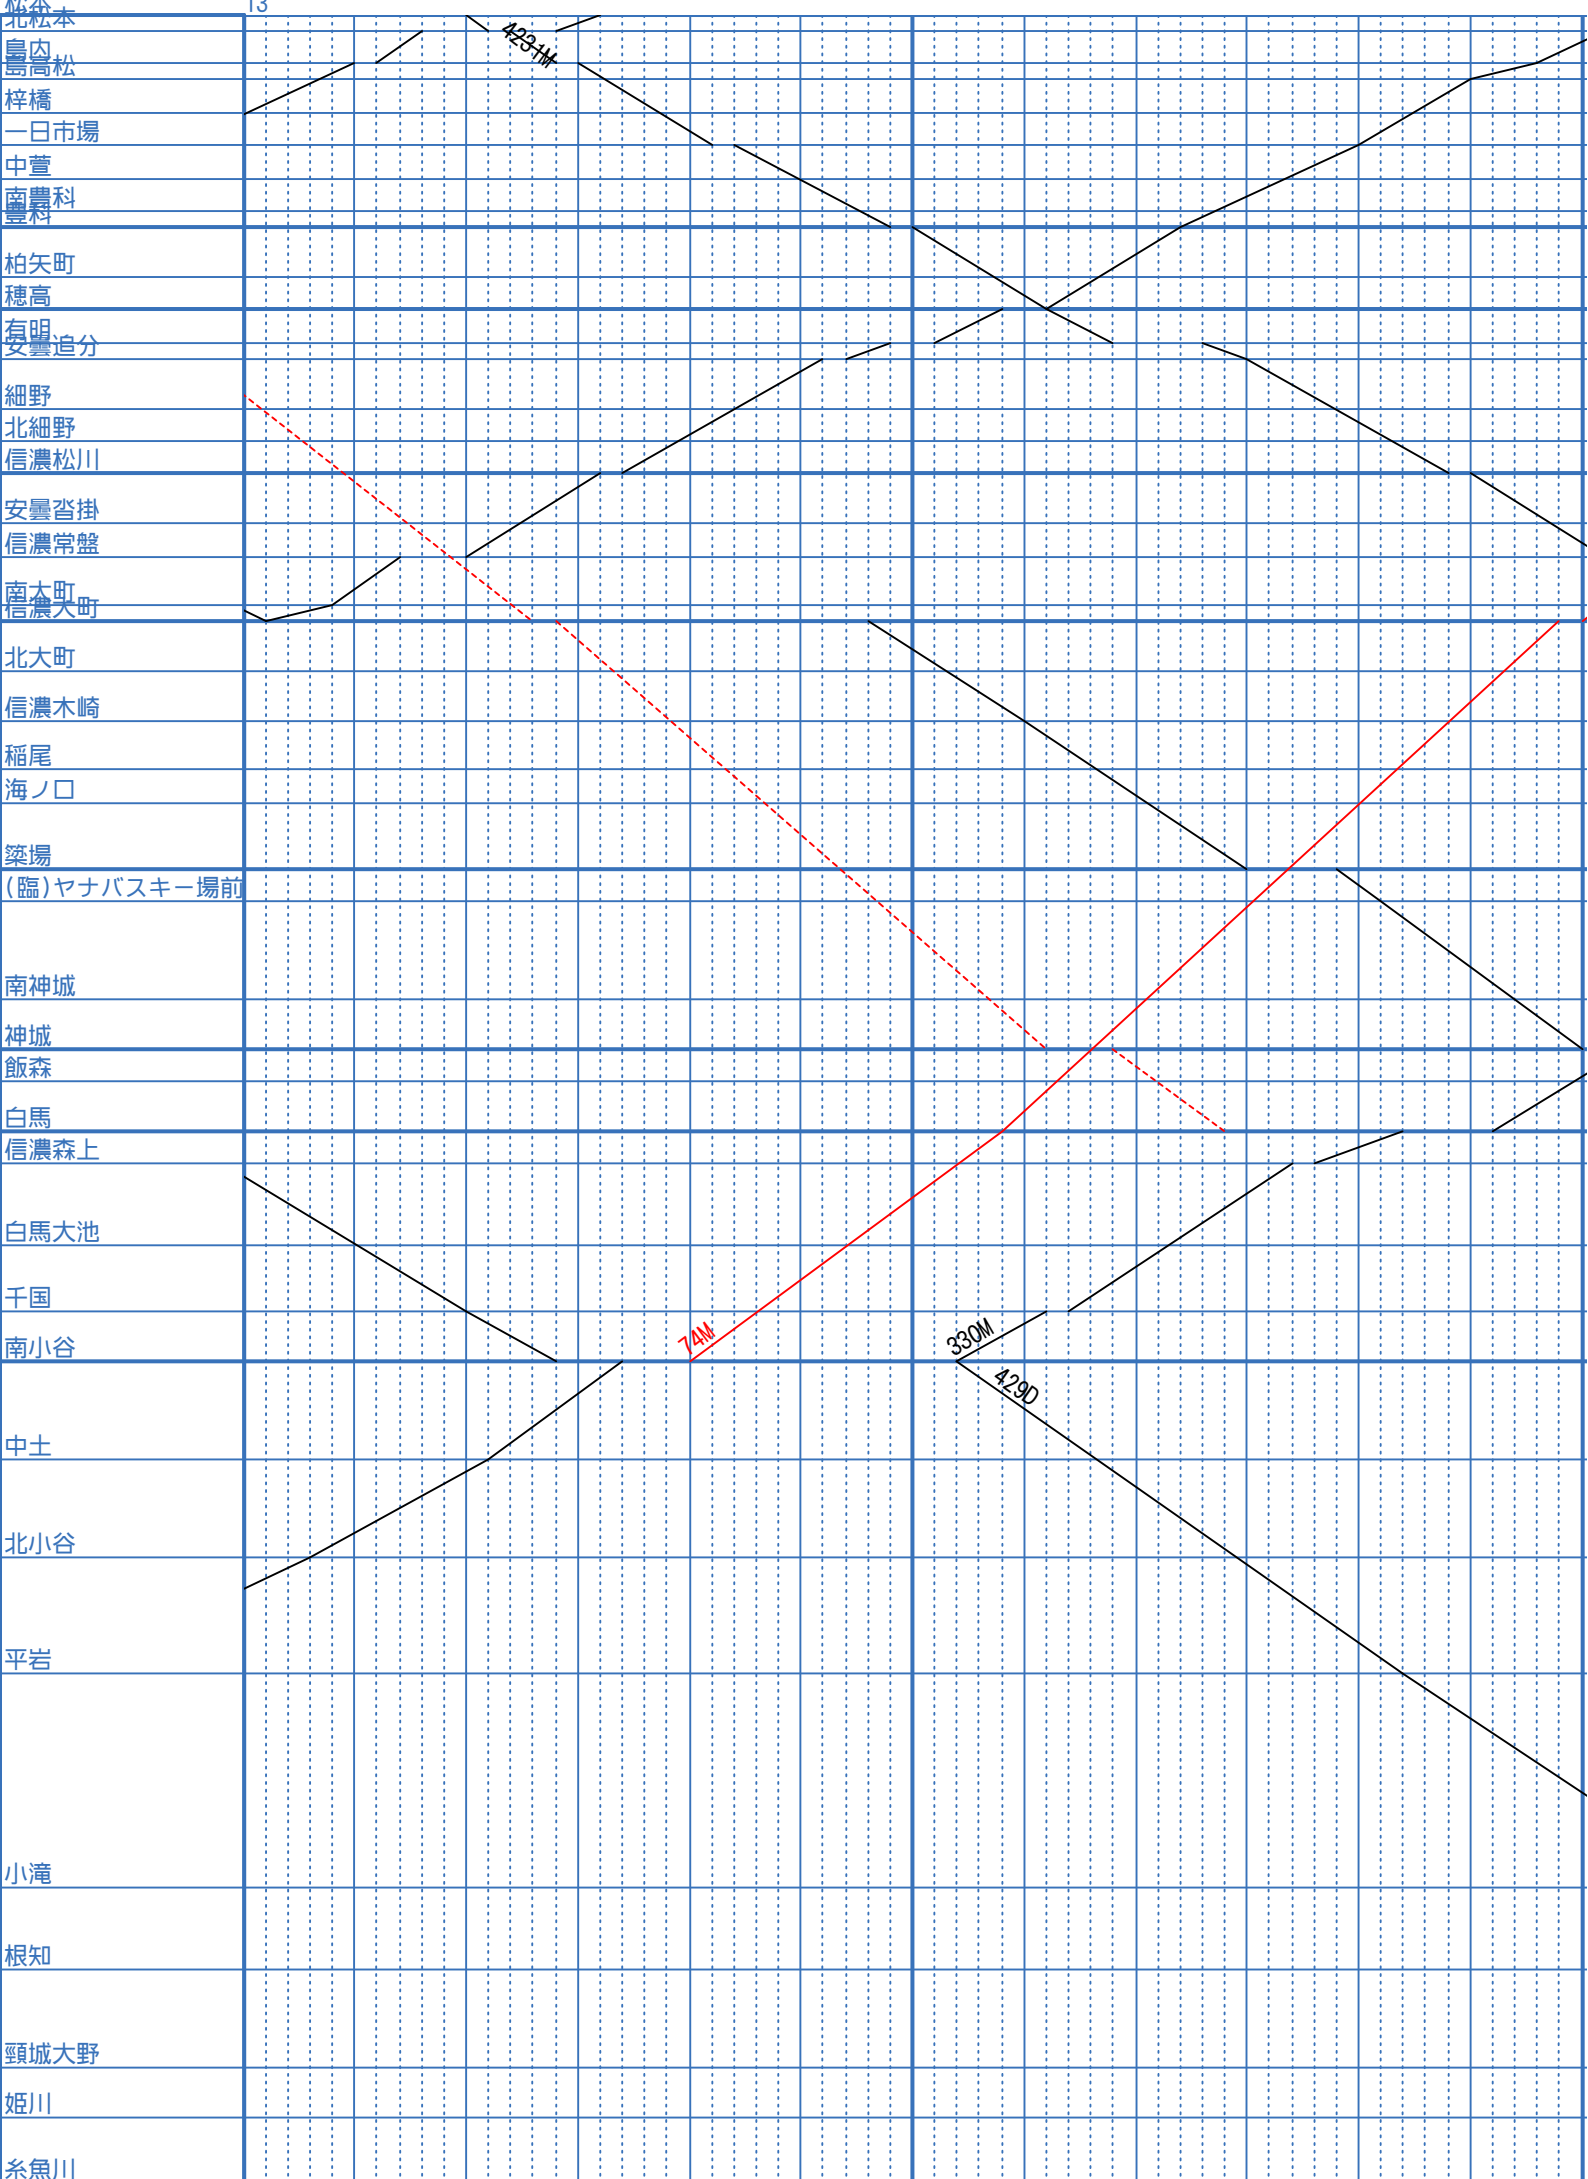 松本
13
北松本
島内
島高松
梓橋
一日市場
中萱
南豊科
豊科
柏矢町
穂高
有明
安曇追分
細野
北細野
信濃松川
安曇沓掛
信濃常盤
南大町
信濃大町
北大町
信濃木崎
稲尾
海ノ口
簗場
(臨)ヤナバスキー場前
南神城
神城
飯森
白馬
信濃森上
白馬大池
千国
南小谷
中土
北小谷
平岩
小滝
根知
頸城大野
姫川
糸魚川
4231M
74M
330M
429D